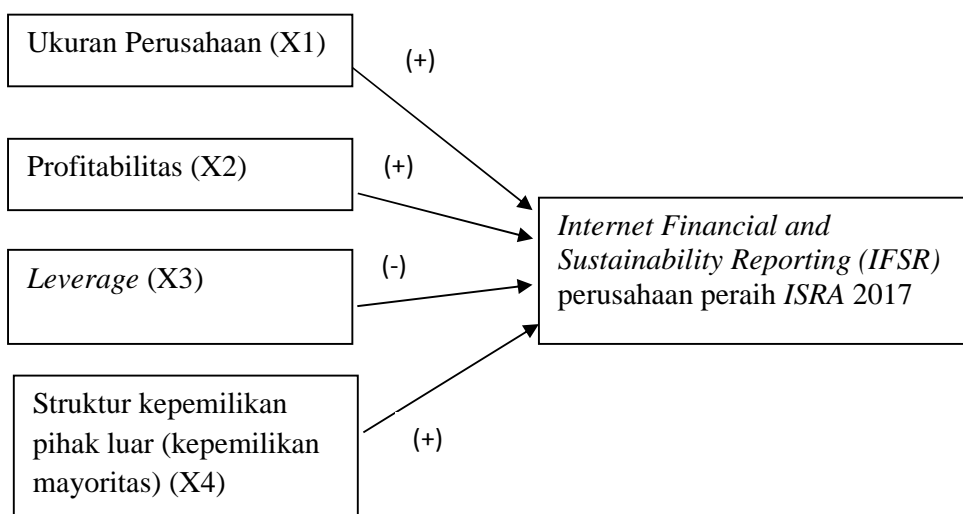 Ukuran Perusahaan (X1)
(+)
Profitabilitas (X2)
(+)
Internet Financial and
Sustainability Reporting (IFSR)
perusahaan peraih ISRA 2017
Leverage (X3)
(-)
Struktur kepemilikan
pihak luar (kepemilikan
mayoritas) (X4)
(+)